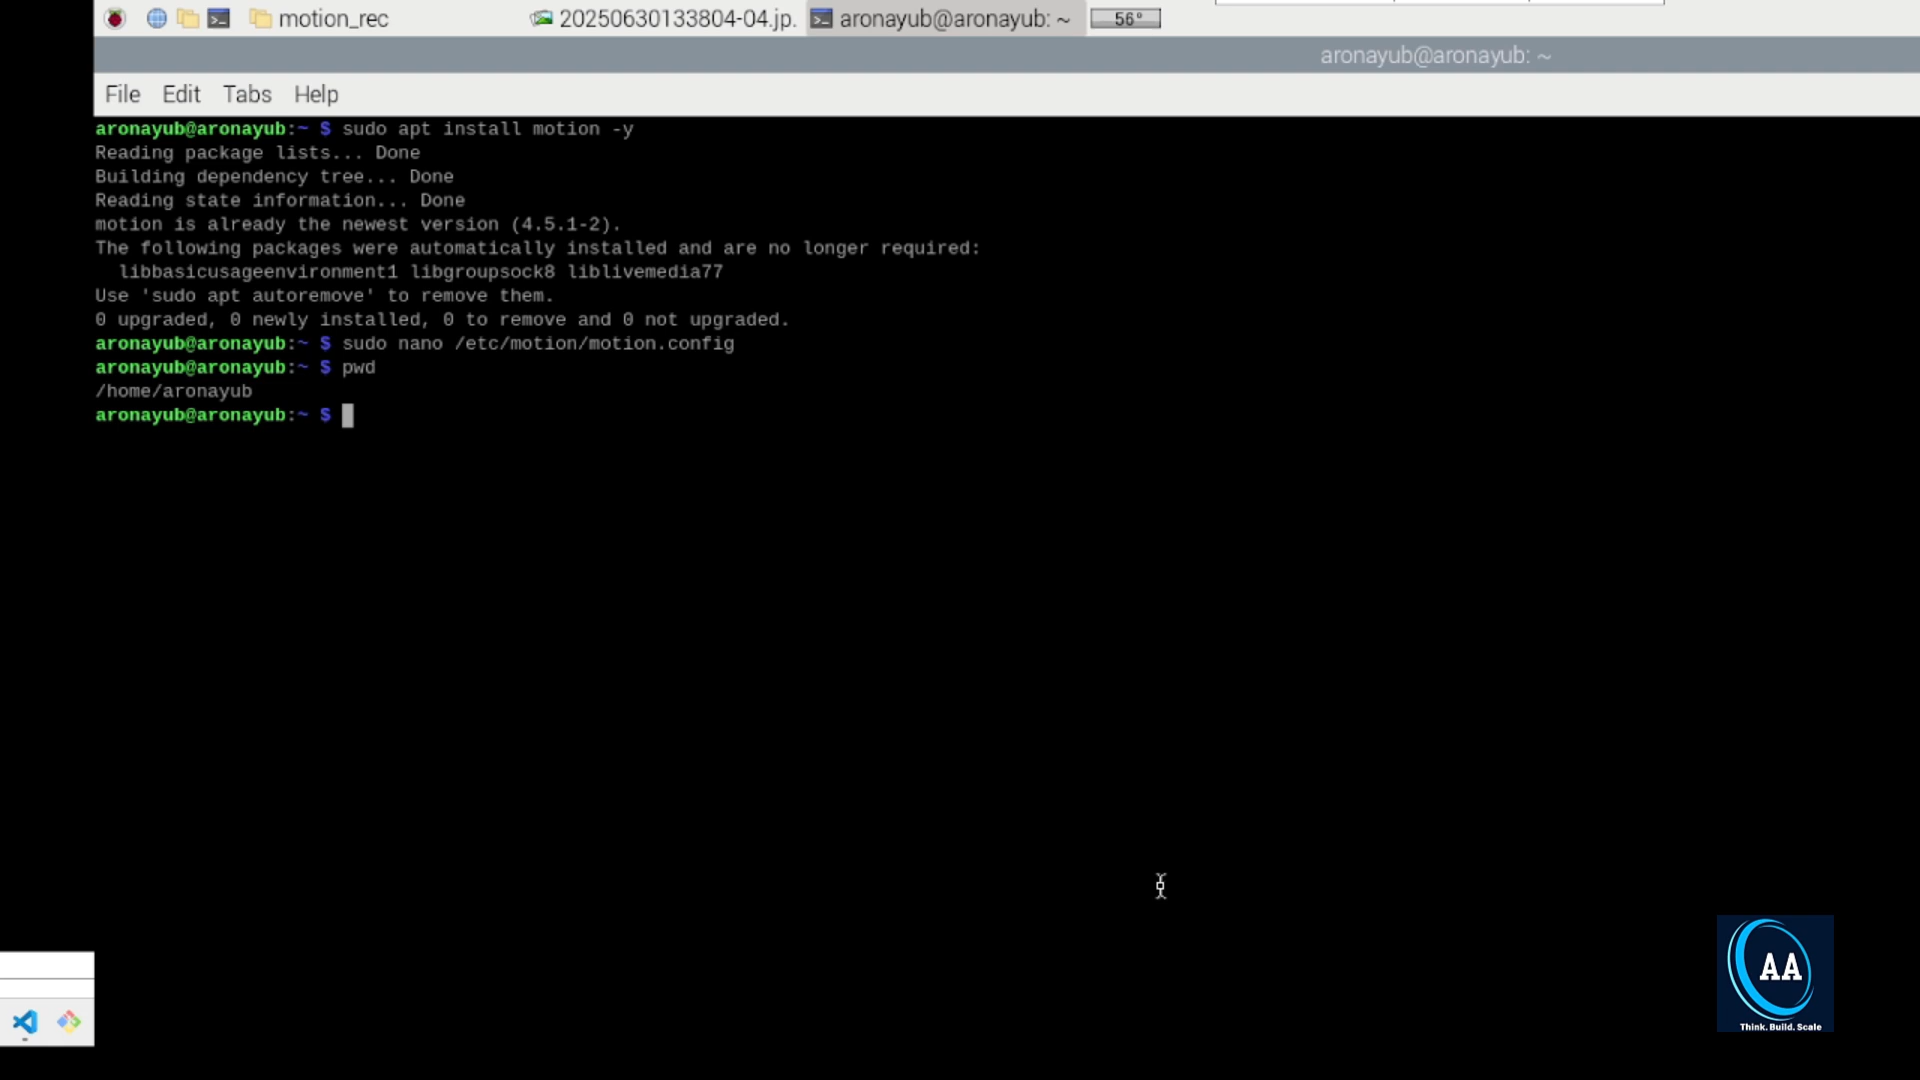 motion_rec 20250630133804-04.jp. aronayub@aronayub: ~ 56°
aronayub@aronayub: ~
File Edit Tabs Help
aronayub@aronayub:~ $ sudo apt install motion -y
Reading package lists... Done
Building dependency tree... Done
Reading state information... Done
motion is already the newest version (4.5.1-2).
The following packages were automatically installed and are no longer required:
  libbasicusageenvironment1 libgroupsock8 liblivemedia77
Use 'sudo apt autoremove' to remove them.
0 upgraded, 0 newly installed, 0 to remove and 0 not upgraded.
aronayub@aronayub:~ $ sudo nano /etc/motion/motion.config
aronayub@aronayub:~ $ pwd
/home/aronayub
aronayub@aronayub:~ $
AA
Think. Build. Scale